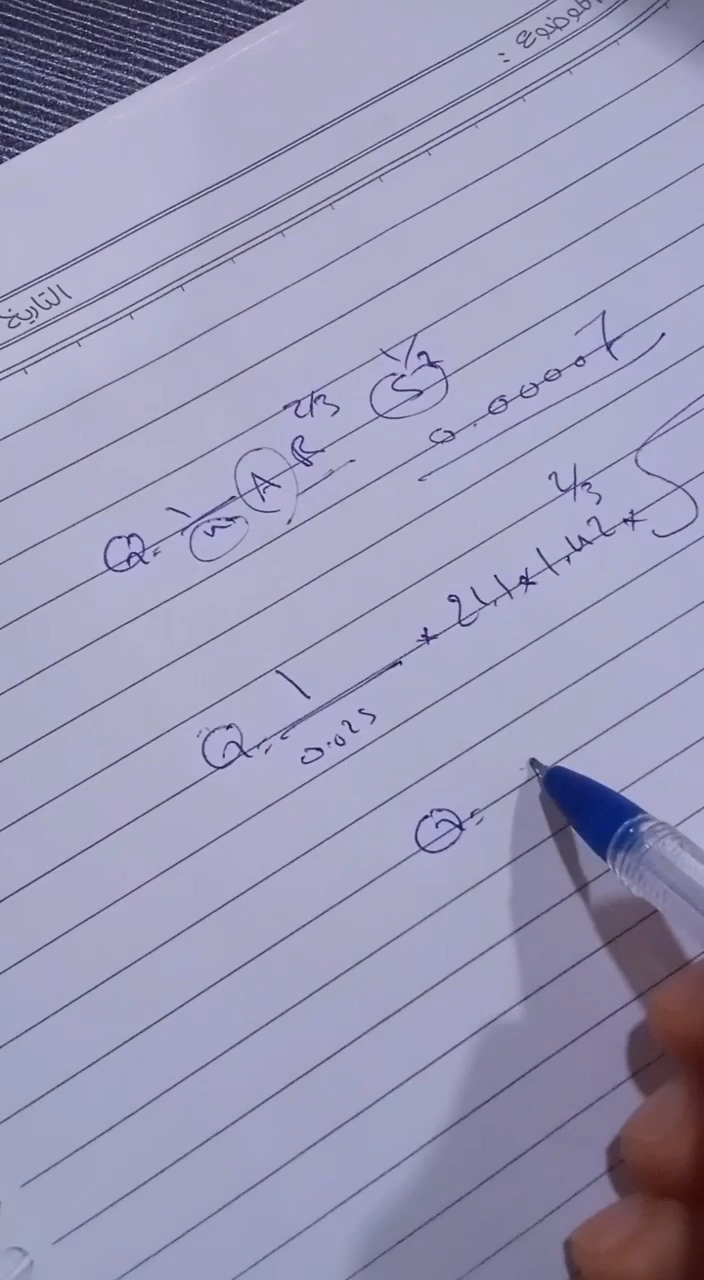 الموضوع :
التاريخ
Q = 1/n A R^2/3 S^1/2
0.00007
Q = 1/0.025 * 21.1 * 1.42^2/3 *
Q =